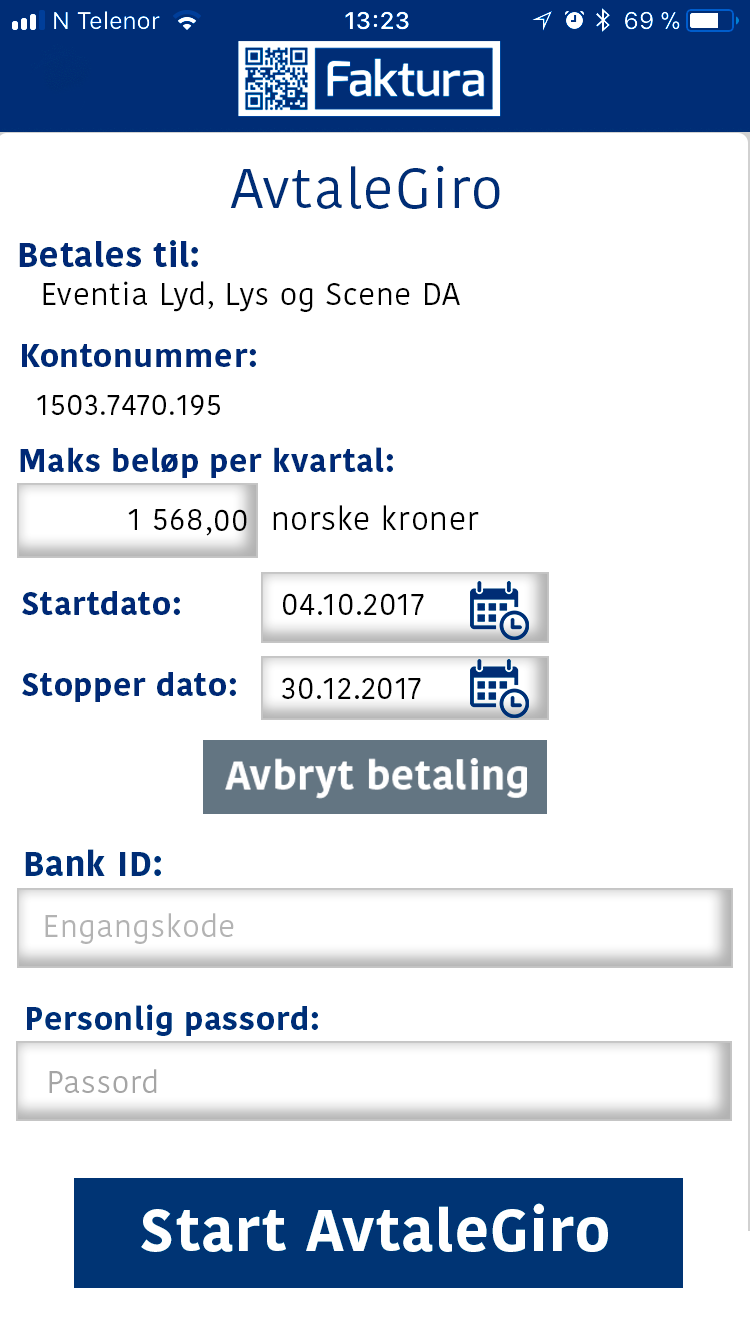 N Telenor 13:23 69 %
Faktura
AvtaleGiro
Betales til:
Eventia Lyd, Lys og Scene DA
Kontonummer:
1503.7470.195
Maks beløp per kvartal:
1 568,00 norske kroner
Startdato: 04.10.2017
Stopper dato: 30.12.2017
Avbryt betaling
Bank ID:
Engangskode
Personlig passord:
Passord
Start AvtaleGiro